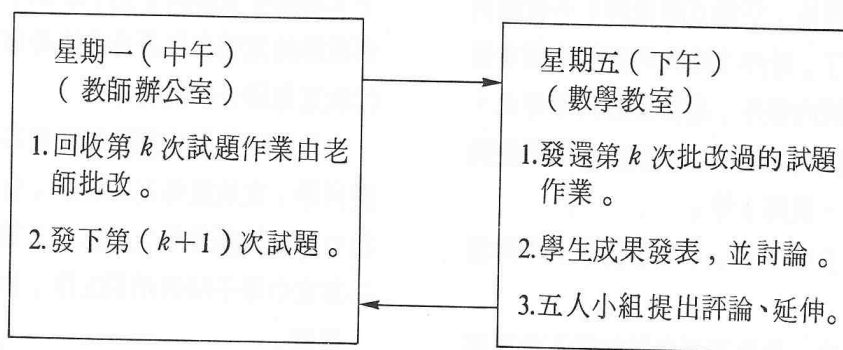 星期一(中午)
(教師辦公室)
1.回收第 k 次試題作業由老
師批改。
2.發下第(k+1)次試題。
星期五(下午)
(數學教室)
1.發還第 k 次批改過的試題
作業。
2.學生成果發表,並討論。
3.五人小組提出評論、延伸。